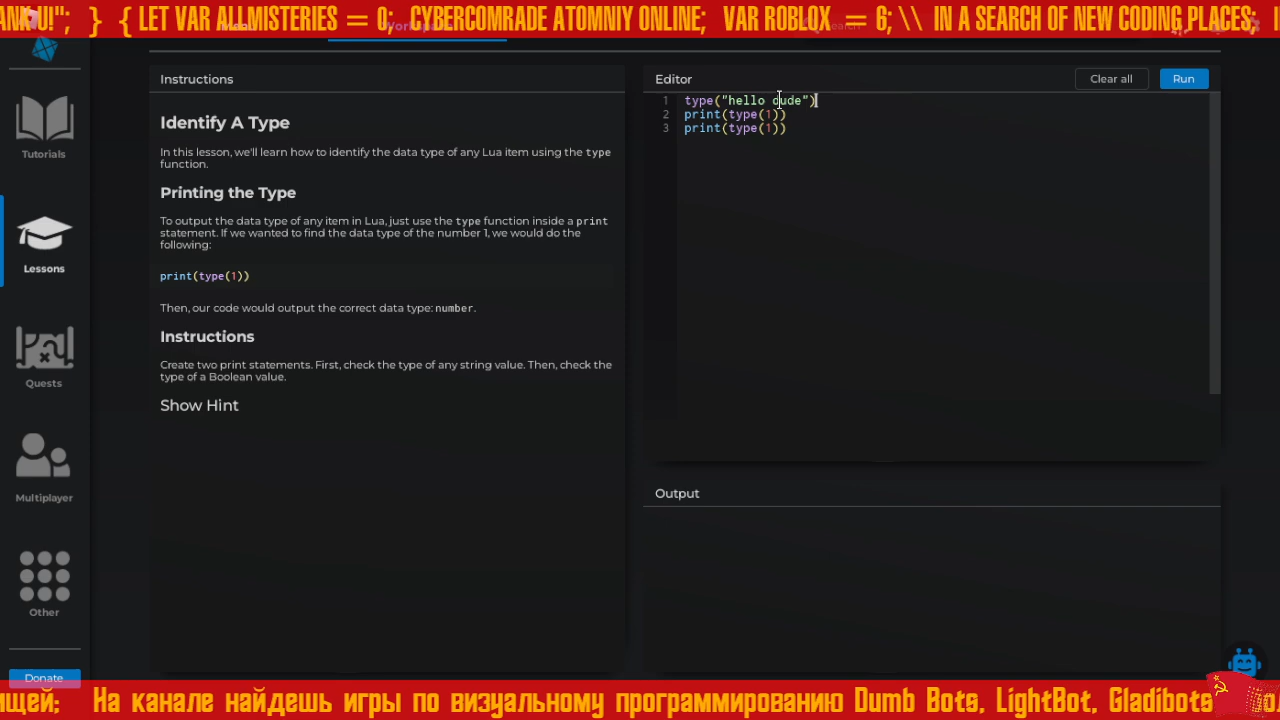 U!"; } { LET VAR ALLMISTERIES == 0; CYBERCOMRADE ATOMNIY ONLINE; VAR ROBLOX == 6; \\ IN A SEARCH OF NEW CODING PLACES;
Tutorials
Lessons
Quests
Multiplayer
Other
Donate
Instructions
Identify A Type
In this lesson, we'll learn how to identify the data type of any Lua item using the type
function.
Printing the Type
To output the data type of any item in Lua, just use the type function inside a print
statement. If we wanted to find the data type of the number 1, we would do the
following:
print(type(1))
Then, our code would output the correct data type: number.
Instructions
Create two print statements. First, check the type of any string value. Then, check the
type of a Boolean value.
Show Hint
Editor
Clear all
Run
1 type("hello dude")
2 print(type(1))
3 print(type(1))
Output
На канале найдешь игры по визуальному программированию Dumb Bots, LightBot, Gladibots